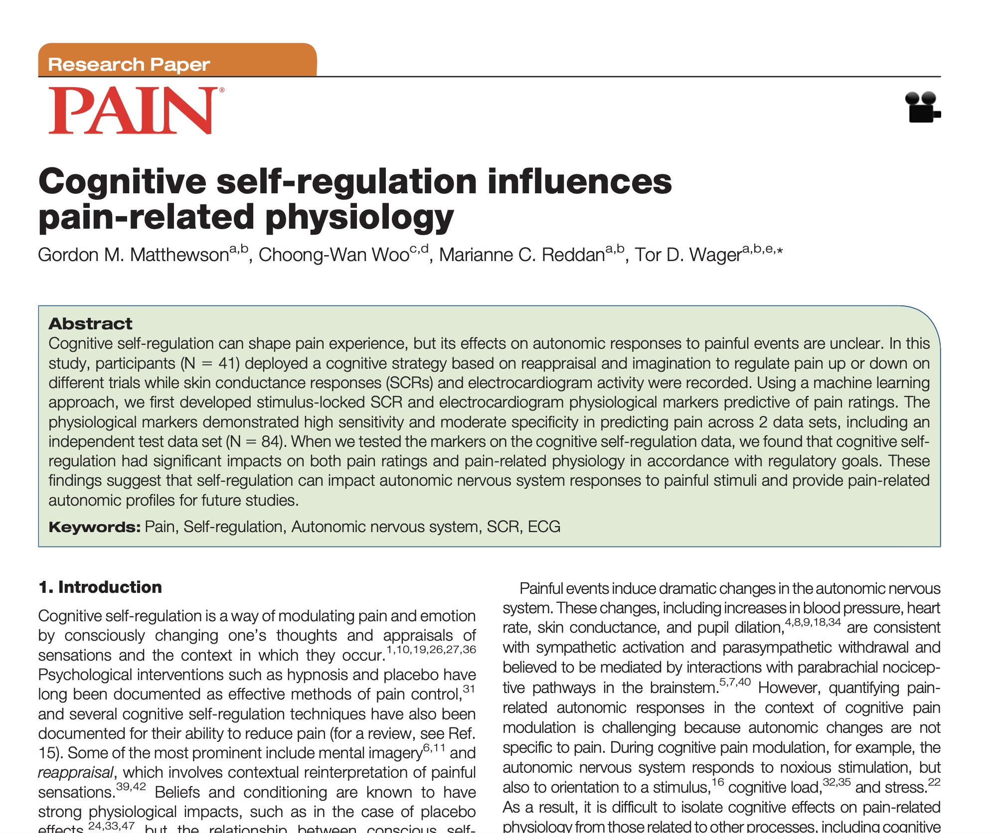 Research Paper
PAIN®
Cognitive self-regulation influences
pain-related physiology
Gordon M. Matthewson^a,b, Choong-Wan Woo^c,d, Marianne C. Reddan^a,b, Tor D. Wager^a,b,e,*
Abstract
Cognitive self-regulation can shape pain experience, but its effects on autonomic responses to painful events are unclear. In this
study, participants (N = 41) deployed a cognitive strategy based on reappraisal and imagination to regulate pain up or down on
different trials while skin conductance responses (SCRs) and electrocardiogram activity were recorded. Using a machine learning
approach, we first developed stimulus-locked SCR and electrocardiogram physiological markers predictive of pain ratings. The
physiological markers demonstrated high sensitivity and moderate specificity in predicting pain across 2 data sets, including an
independent test data set (N = 84). When we tested the markers on the cognitive self-regulation data, we found that cognitive self-
regulation had significant impacts on both pain ratings and pain-related physiology in accordance with regulatory goals. These
findings suggest that self-regulation can impact autonomic nervous system responses to painful stimuli and provide pain-related
autonomic profiles for future studies.
Keywords: Pain, Self-regulation, Autonomic nervous system, SCR, ECG
1. Introduction
Cognitive self-regulation is a way of modulating pain and emotion
by consciously changing one's thoughts and appraisals of
sensations and the context in which they occur.^1,10,19,26,27,36
Psychological interventions such as hypnosis and placebo have
long been documented as effective methods of pain control,^31
and several cognitive self-regulation techniques have also been
documented for their ability to reduce pain (for a review, see Ref.
15). Some of the most prominent include mental imagery^6,11 and
reappraisal, which involves contextual reinterpretation of painful
sensations.^39,42 Beliefs and conditioning are known to have
strong physiological impacts, such as in the case of placebo
effects,^24,33,47 but the relationship between conscious self-
Painful events induce dramatic changes in the autonomic nervous
system. These changes, including increases in blood pressure, heart
rate, skin conductance, and pupil dilation,^4,8,9,18,34 are consistent
with sympathetic activation and parasympathetic withdrawal and
believed to be mediated by interactions with parabrachial nocicep-
tive pathways in the brainstem.^5,7,40 However, quantifying pain-
related autonomic responses in the context of cognitive pain
modulation is challenging because autonomic changes are not
specific to pain. During cognitive pain modulation, for example, the
autonomic nervous system responds to noxious stimulation, but
also to orientation to a stimulus,^16 cognitive load,^32,35 and stress.^22
As a result, it is difficult to isolate cognitive effects on pain-related
physiology from those related to other processes, including cognitive